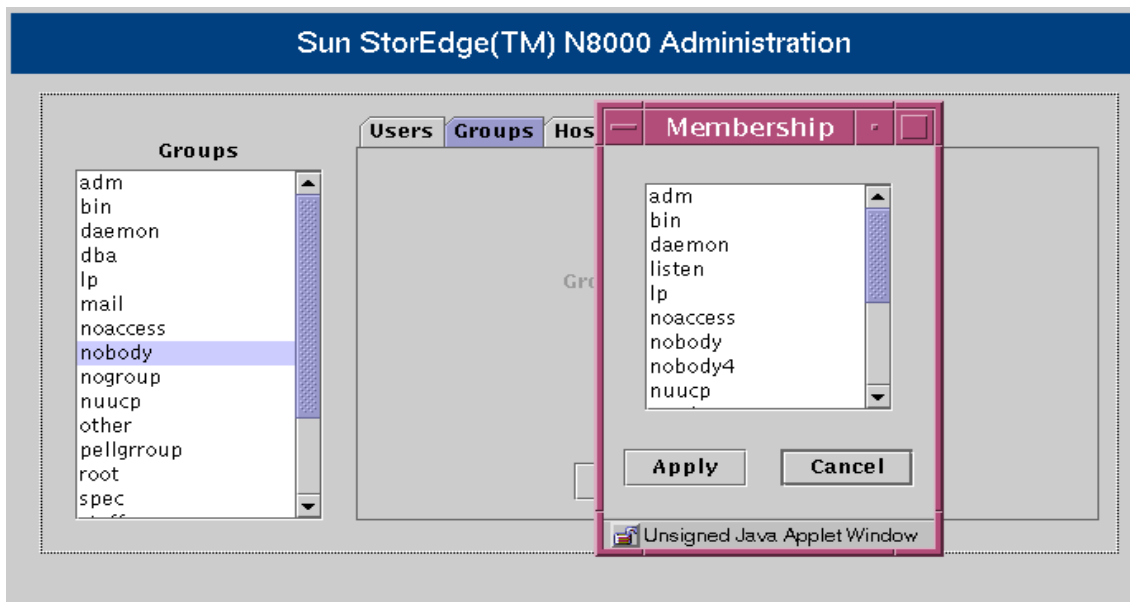 Sun StorEdge(TM) N8000 Administration
Groups
adm
bin
daemon
dba
lp
mail
noaccess
nobody
nogroup
nuucp
other
pellgrroup
root
spec
Users Groups Hos
Gro
Membership
adm
bin
daemon
listen
lp
noaccess
nobody
nobody4
nuucp
Apply Cancel
Unsigned Java Applet Window